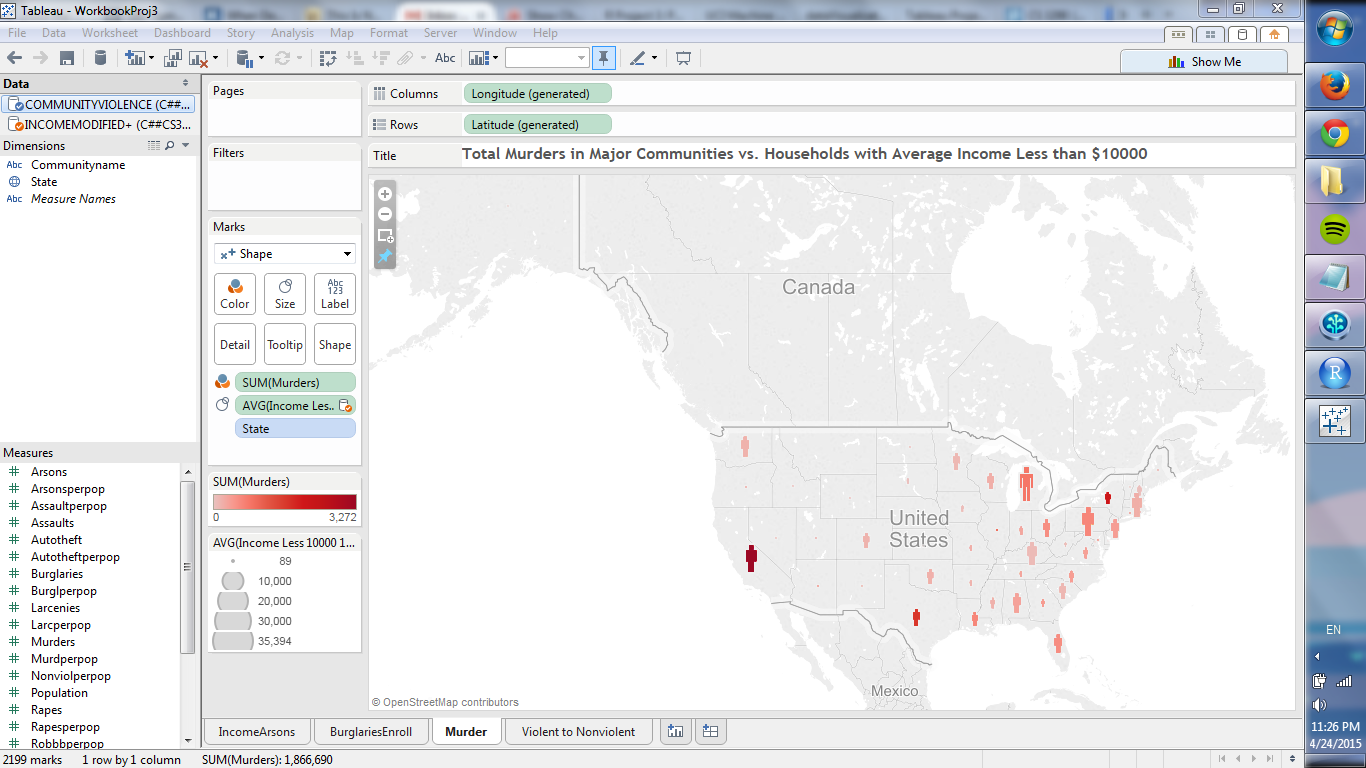 Tableau - WorkbookProj3
File Data Worksheet Dashboard Story Analysis Map Format Server Window Help
Abc
Show Me
Data
COMMUNITYVIOLENCE (C##...
INCOMEMODIFIED+ (C##CS3...
Dimensions
Abc Communityname
State
Abc Measure Names
Measures
Arsons
Arsonsperpop
Assaultperpop
Assaults
Autotheft
Autotheftperpop
Burglaries
Burglperpop
Larcenies
Larcperpop
Murders
Murdperpop
Nonviolperpop
Population
Rapes
Rapesperpop
Robbbperpop
Pages
Filters
Marks
Shape
Color Size Abc 123 Label
Detail Tooltip Shape
SUM(Murders)
AVG(Income Les..
State
SUM(Murders)
0 3,272
AVG(Income Less 10000 1...
89
10,000
20,000
30,000
35,394
Columns Longitude (generated)
Rows Latitude (generated)
Title Total Murders in Major Communities vs. Households with Average Income Less than $10000
Canada
United
States
Mexico
© OpenStreetMap contributors
IncomeArsons BurglariesEnroll Murder Violent to Nonviolent
2199 marks 1 row by 1 column SUM(Murders): 1,866,690
R
EN
11:26 PM
4/24/2015